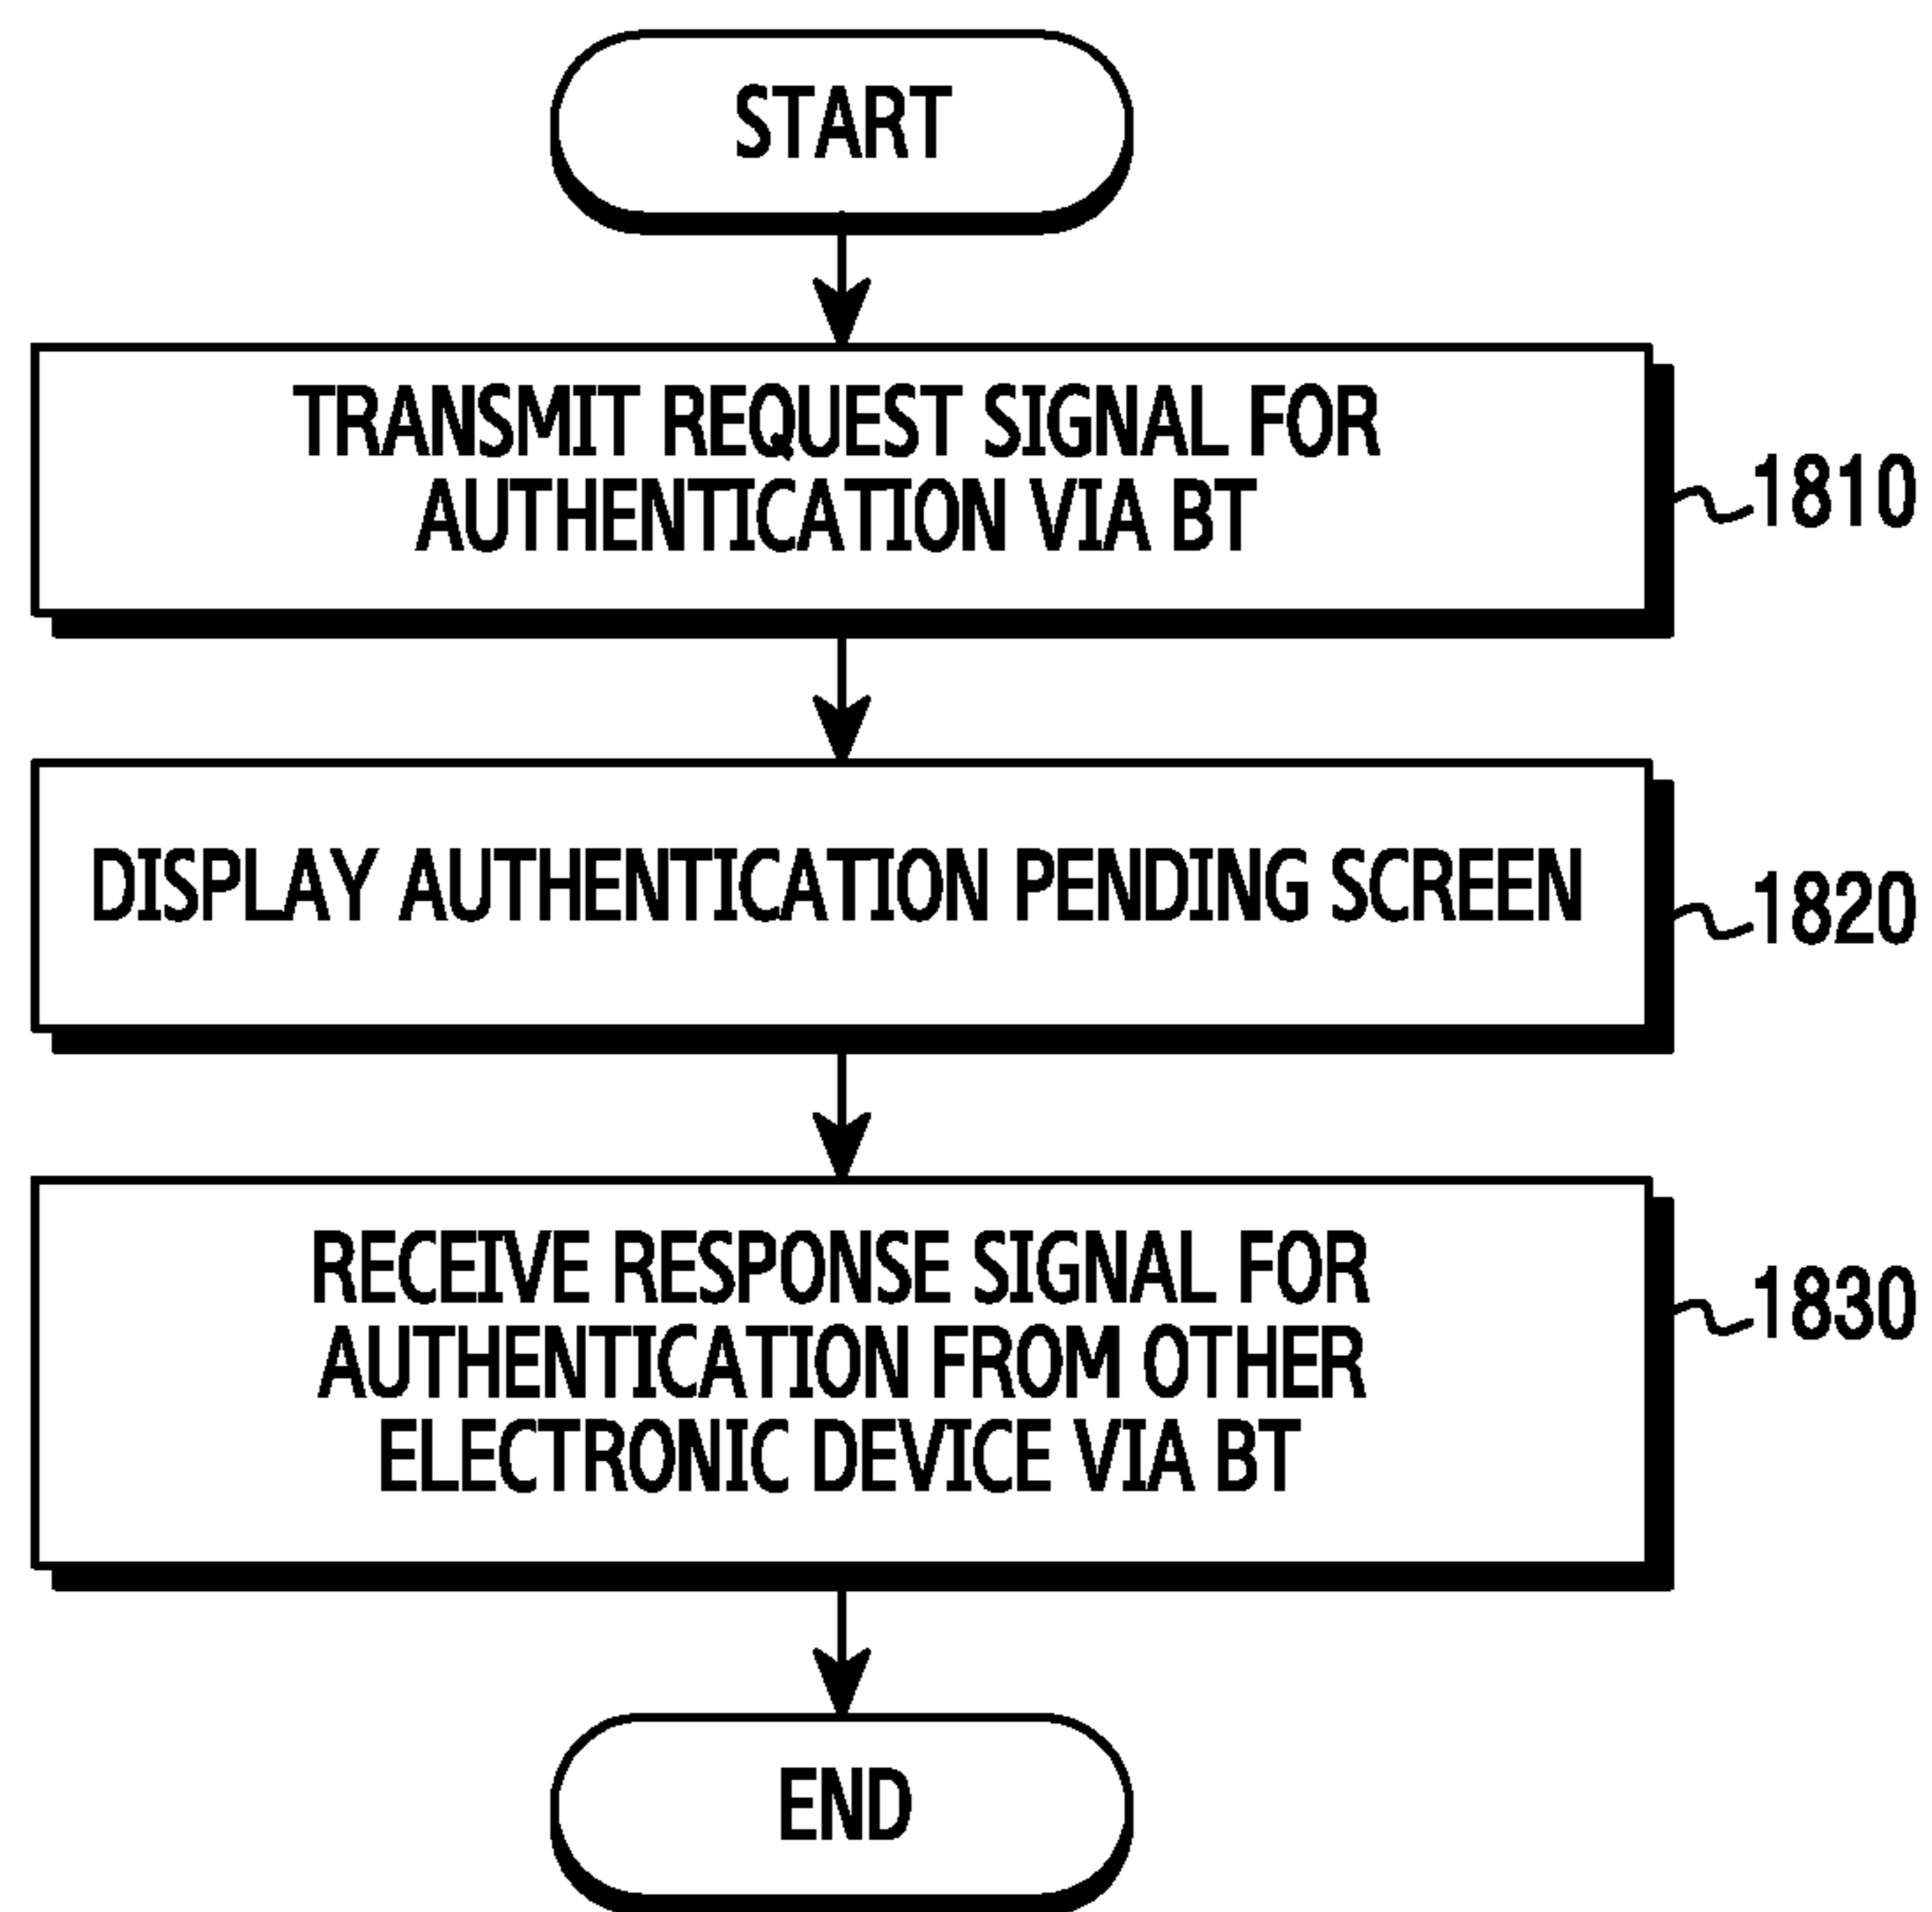 START
TRANSMIT REQUEST SIGNAL FOR
AUTHENTICATION VIA BT
1810
DISPLAY AUTHENTICATION PENDING SCREEN
1820
RECEIVE RESPONSE SIGNAL FOR
AUTHENTICATION FROM OTHER
ELECTRONIC DEVICE VIA BT
1830
END